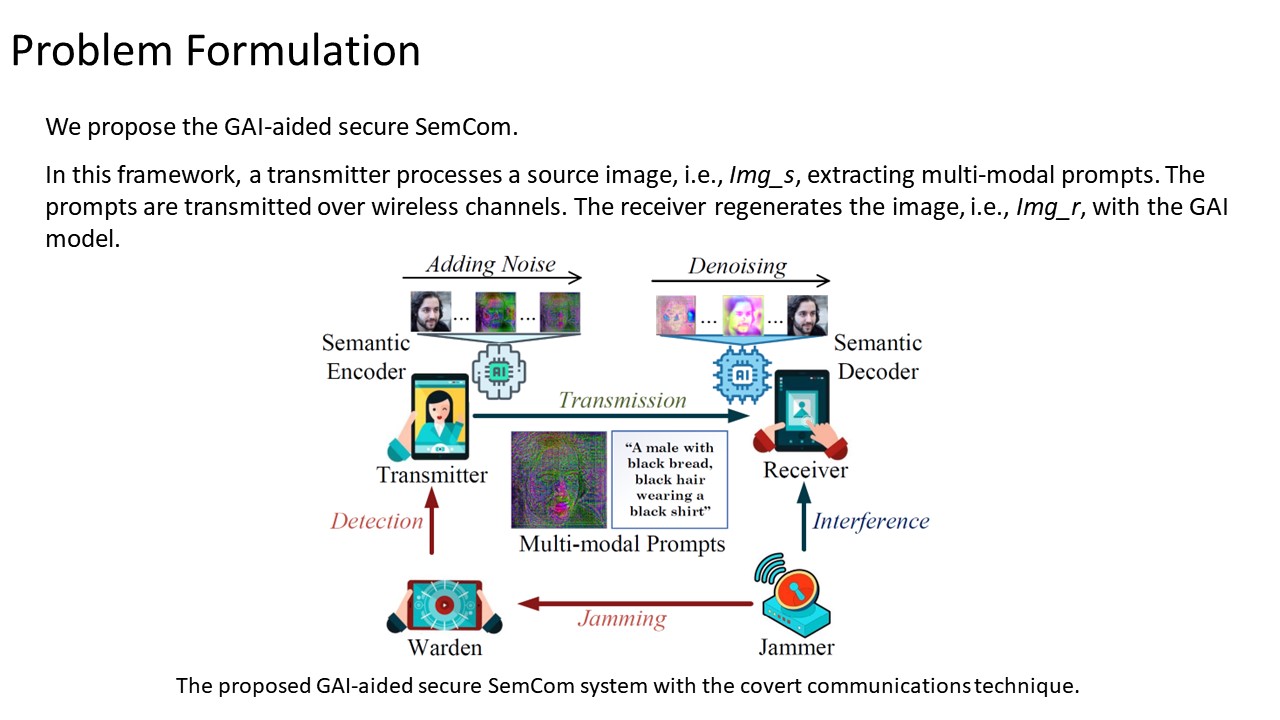 Problem Formulation
We propose the GAI-aided secure SemCom.
In this framework, a transmitter processes a source image, i.e., Img_s, extracting multi-modal prompts. The
prompts are transmitted over wireless channels. The receiver regenerates the image, i.e., Img_r, with the GAI
model.
Adding Noise
Denoising
... ...
... ...
Semantic
Encoder
AI
AI
Semantic
Decoder
Transmission
Transmitter
Receiver
“A male with
black bread,
black hair
wearing a
black shirt”
Multi-modal Prompts
Detection
Interference
Jamming
Warden
Jammer
The proposed GAI-aided secure SemCom system with the covert communications technique.